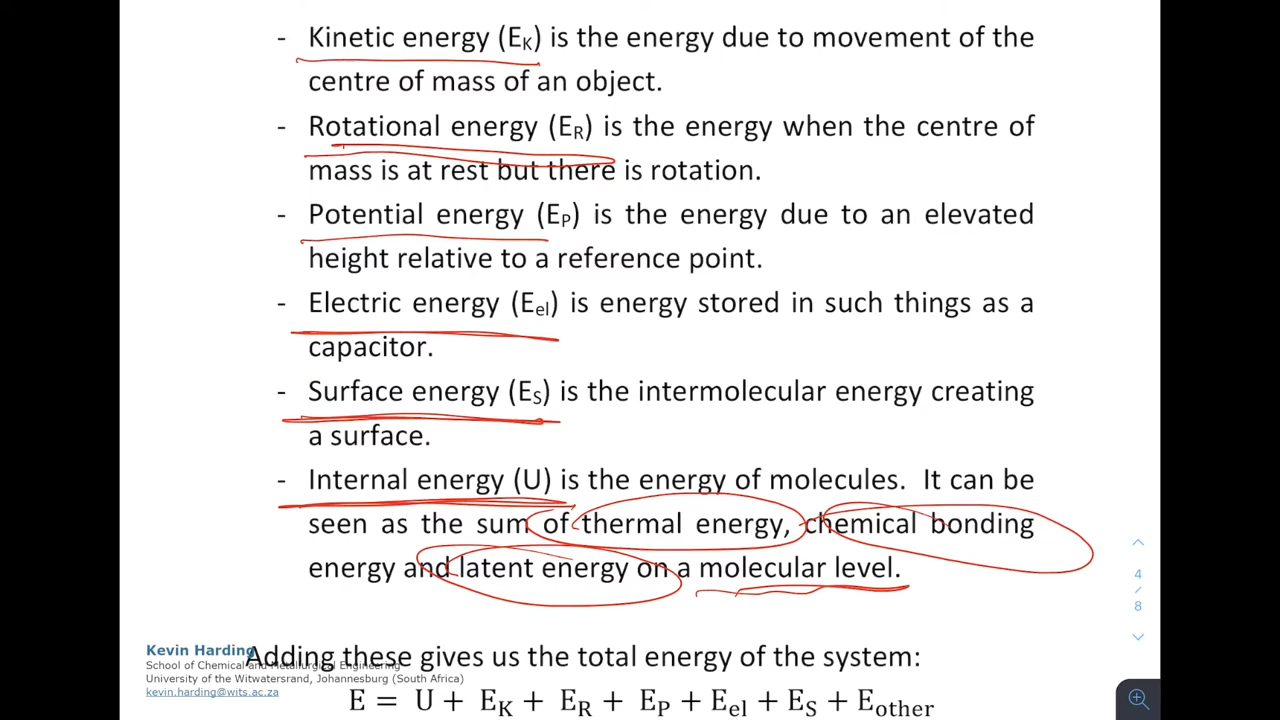 - Kinetic energy (EK) is the energy due to movement of the
centre of mass of an object.
- Rotational energy (ER) is the energy when the centre of
mass is at rest but there is rotation.
- Potential energy (EP) is the energy due to an elevated
height relative to a reference point.
- Electric energy (Eel) is energy stored in such things as a
capacitor.
- Surface energy (ES) is the intermolecular energy creating
a surface.
- Internal energy (U) is the energy of molecules. It can be
seen as the sum of thermal energy, chemical bonding
energy and latent energy on a molecular level.
Adding these gives us the total energy of the system:
E = U + EK + ER + EP + Eel + ES + Eother
Kevin Harding
School of Chemical and Metallurgical Engineering
University of the Witwatersrand, Johannesburg (South Africa)
kevin.harding@wits.ac.za
4
/
8